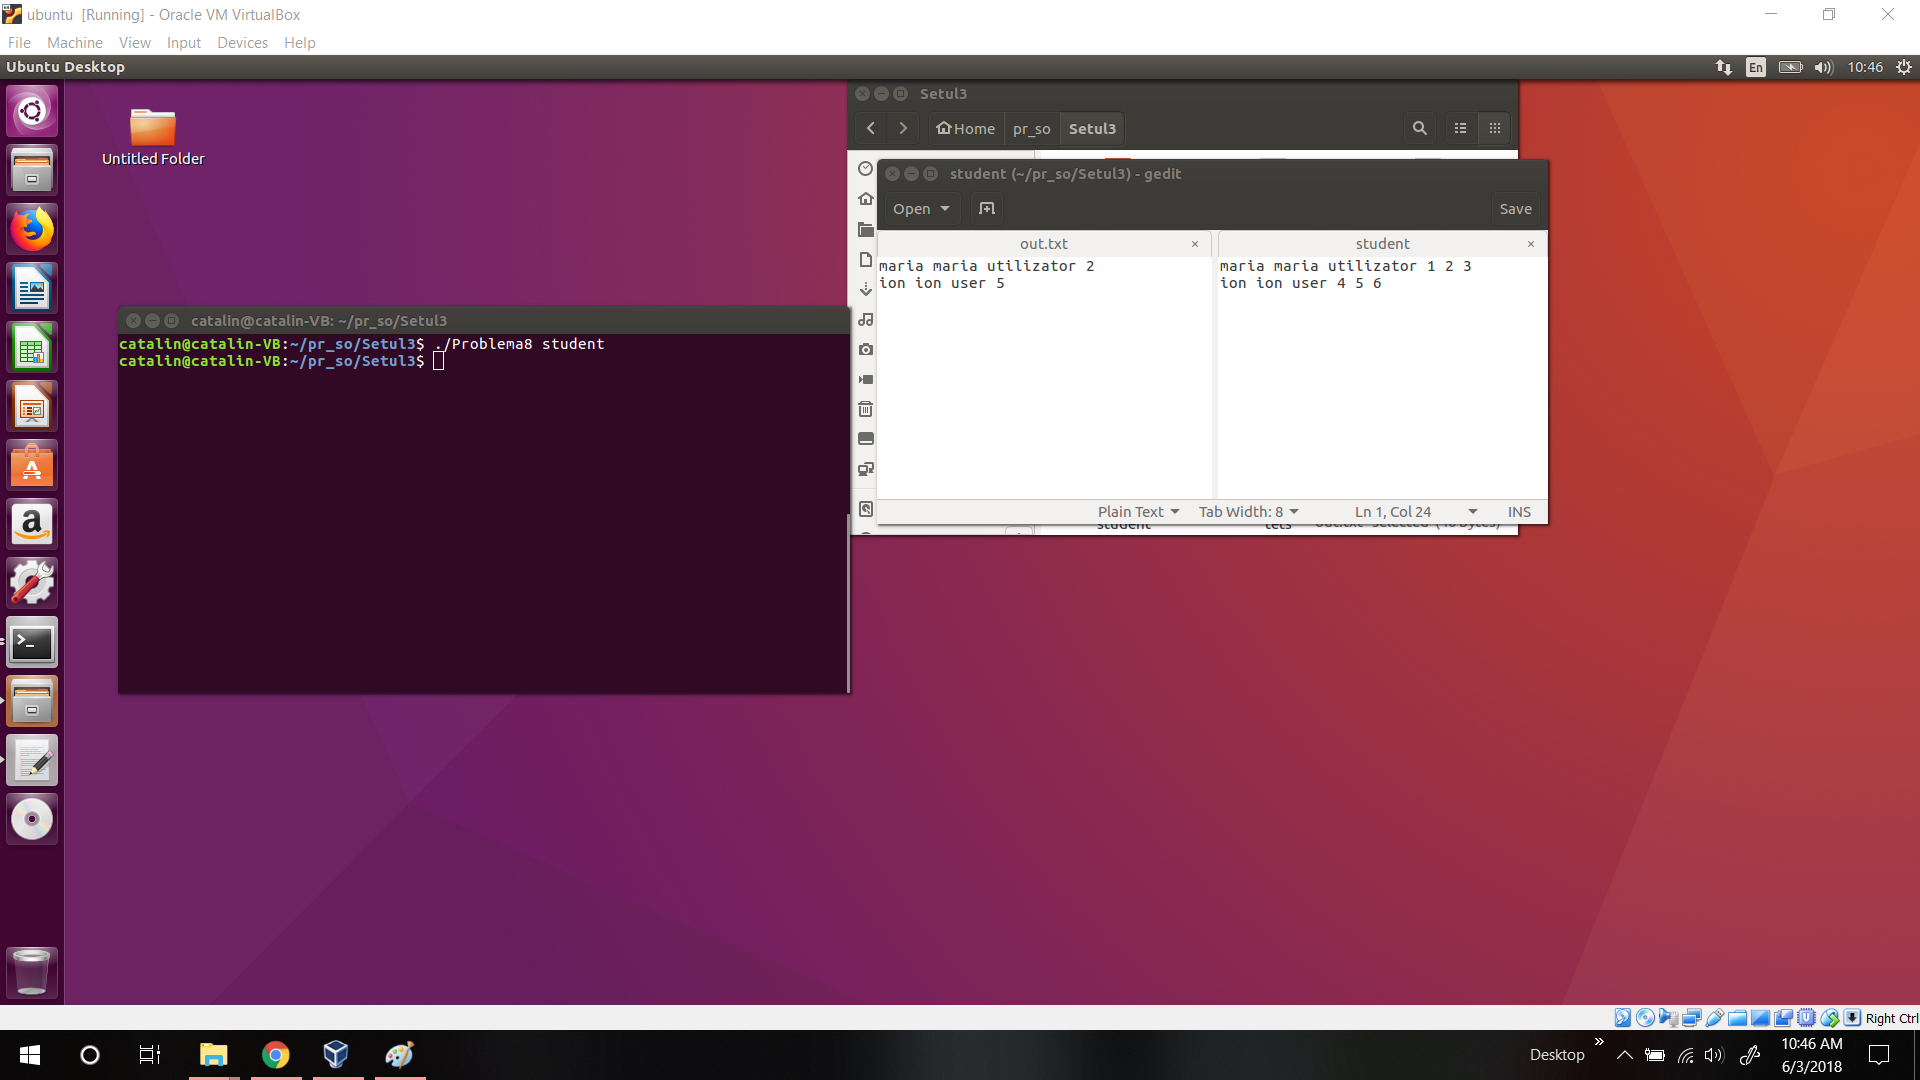 ubuntu [Running] - Oracle VM VirtualBox
File Machine View Input Devices Help
Ubuntu Desktop
En
10:46
Untitled Folder
Setul3
Home pr_so Setul3
student (~/pr_so/Setul3) - gedit
Open
Save
out.txt ×
student ×
maria maria utilizator 2
ion ion user 5
maria maria utilizator 1 2 3
ion ion user 4 5 6
Plain Text Tab Width: 8 Ln 1, Col 24 INS
student
catalin@catalin-VB: ~/pr_so/Setul3
catalin@catalin-VB:~/pr_so/Setul3$ ./Problema8 student
catalin@catalin-VB:~/pr_so/Setul3$
Right Ctrl
Desktop
10:46 AM
6/3/2018